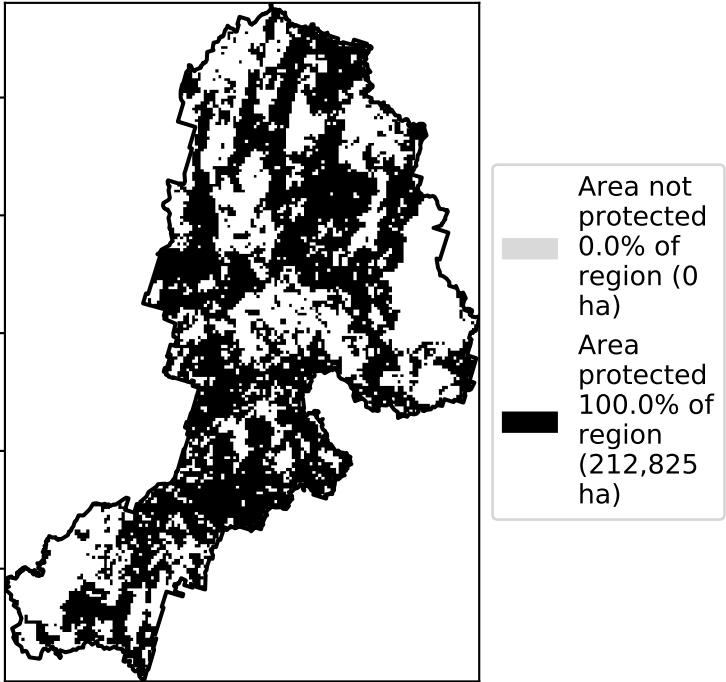 Area not
protected
0.0% of
region (0
ha)
Area
protected
100.0% of
region
(212,825
ha)